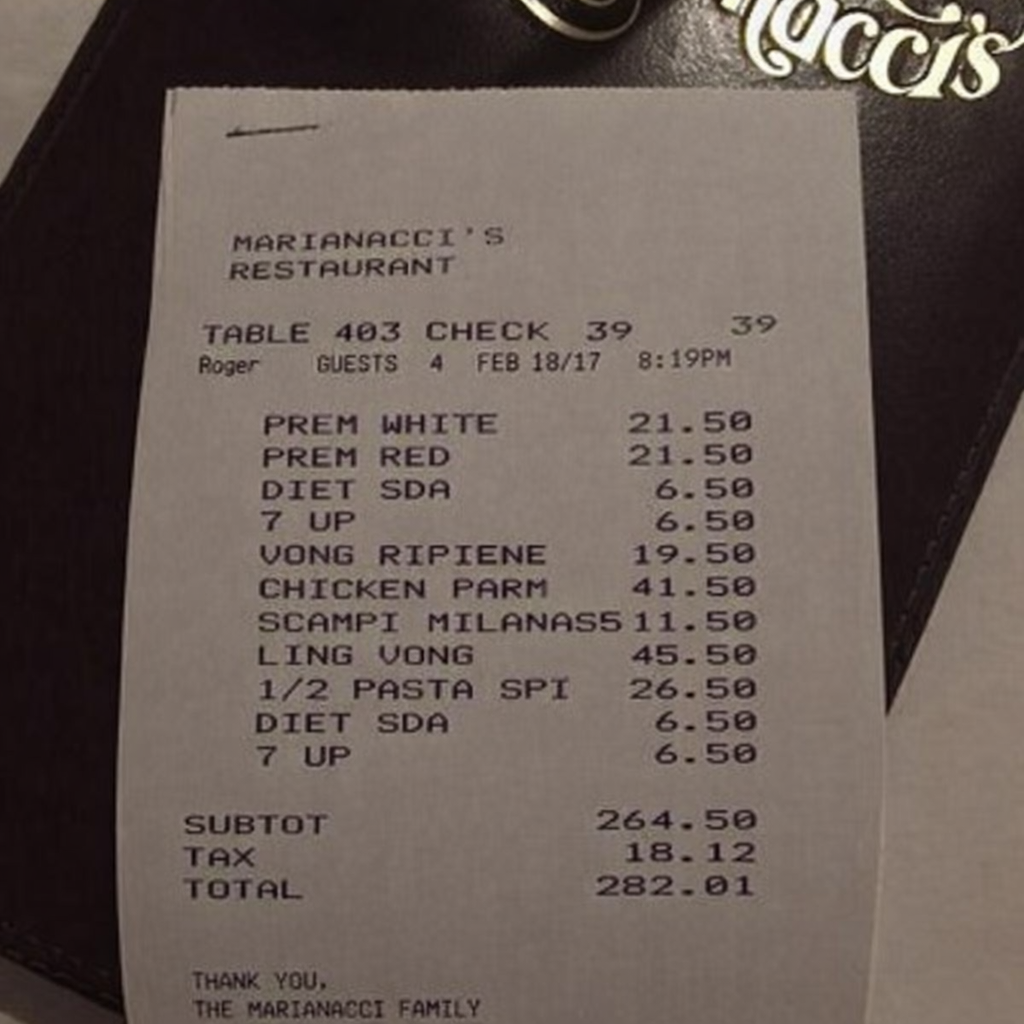 nacci's
MARIANACCI'S
RESTAURANT
TABLE 403 CHECK 39 39
Roger GUESTS 4 FEB 18/17 8:19PM
PREM WHITE 21.50
PREM RED 21.50
DIET SDA 6.50
7 UP 6.50
VONG RIPIENE 19.50
CHICKEN PARM 41.50
SCAMPI MILANAS5 11.50
LING VONG 45.50
1/2 PASTA SPI 26.50
DIET SDA 6.50
7 UP 6.50
SUBTOT 264.50
TAX 18.12
TOTAL 282.01
THANK YOU,
THE MARIANACCI FAMILY